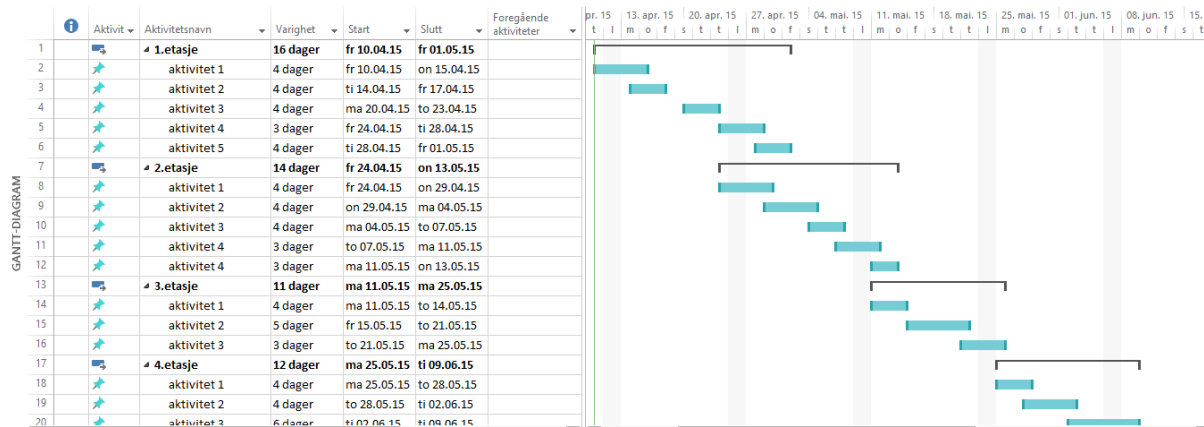 Foregående
Aktivit Aktivitetsnavn Varighet Start Slutt aktiviteter
pr. 15 13. apr. 15 20. apr. 15 27. apr. 15 04. mai. 15 11. mai. 15 18. mai. 15 25. mai. 15 01. jun. 15 08. jun. 15 15.
t l m o f s t t l m o f s t t l m o f s t t l m o f s t t l m o f s t
1 1.etasje 16 dager fr 10.04.15 fr 01.05.15
2 aktivitet 1 4 dager fr 10.04.15 on 15.04.15
3 aktivitet 2 4 dager ti 14.04.15 fr 17.04.15
4 aktivitet 3 4 dager ma 20.04.15 to 23.04.15
5 aktivitet 4 3 dager fr 24.04.15 ti 28.04.15
6 aktivitet 5 4 dager ti 28.04.15 fr 01.05.15
7 2.etasje 14 dager fr 24.04.15 on 13.05.15
8 aktivitet 1 4 dager fr 24.04.15 on 29.04.15
9 aktivitet 2 4 dager on 29.04.15 ma 04.05.15
10 aktivitet 3 4 dager ma 04.05.15 to 07.05.15
11 aktivitet 4 3 dager to 07.05.15 ma 11.05.15
12 aktivitet 4 3 dager ma 11.05.15 on 13.05.15
13 3.etasje 11 dager ma 11.05.15 ma 25.05.15
14 aktivitet 1 4 dager ma 11.05.15 to 14.05.15
15 aktivitet 2 5 dager fr 15.05.15 to 21.05.15
16 aktivitet 3 3 dager to 21.05.15 ma 25.05.15
17 4.etasje 12 dager ma 25.05.15 ti 09.06.15
18 aktivitet 1 4 dager ma 25.05.15 to 28.05.15
19 aktivitet 2 4 dager to 28.05.15 ti 02.06.15
20 aktivitet 3 6 dager ti 02.06.15 ti 09.06.15
GANTT-DIAGRAM